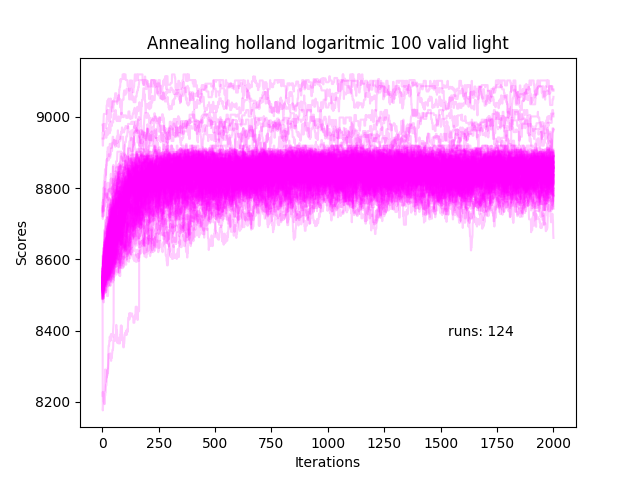 Annealing holland logaritmic 100 valid light
Scores
9000
8800
8600
8400
8200
runs: 124
0 250 500 750 1000 1250 1500 1750 2000
Iterations